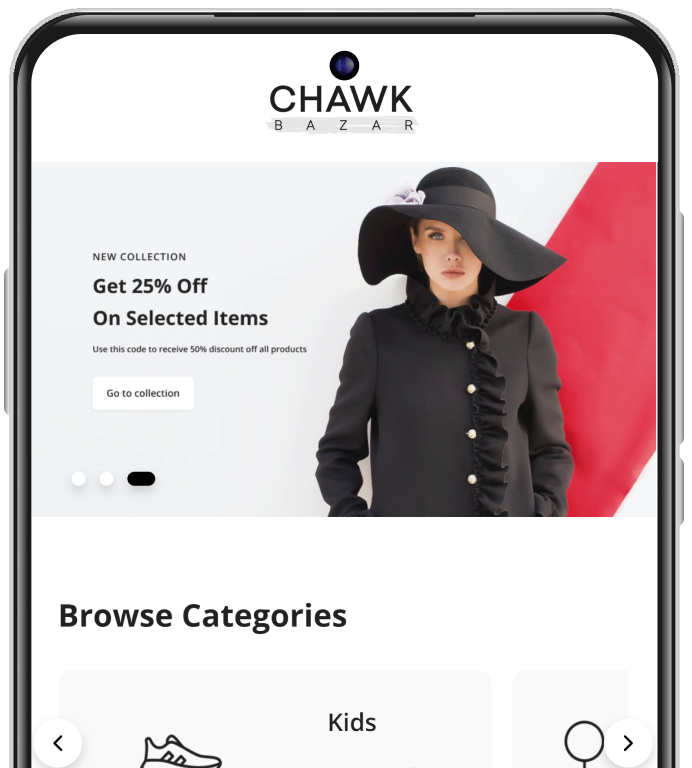 CHAWK
BAZAR
NEW COLLECTION
Get 25% Off
On Selected Items
Use this code to receive 50% discount off all products
Go to collection
Browse Categories
Kids